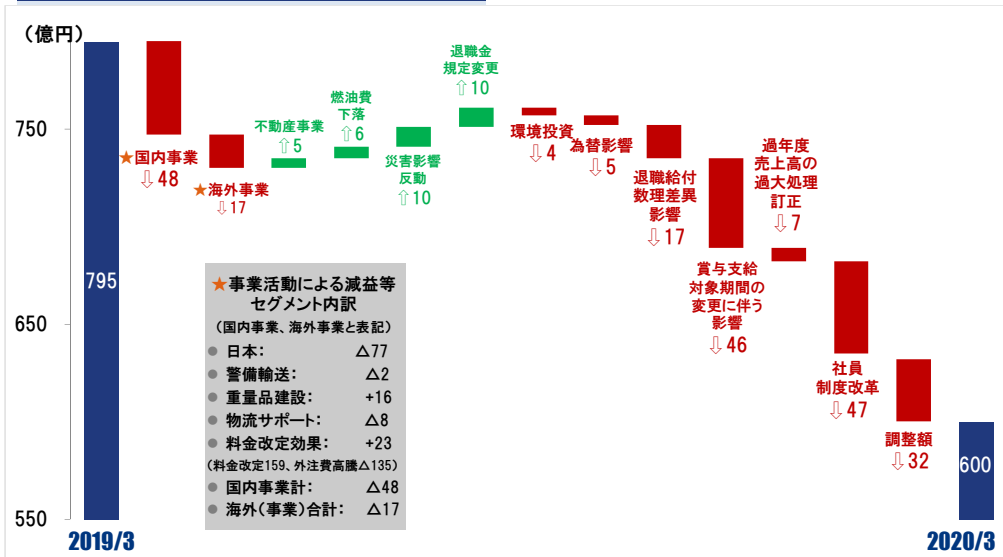 （億円）
750
650
550
795
★国内事業
⇩48
★海外事業
⇩17
不動産事業
⇧5
燃油費
下落
⇧6
災害影響
反動
⇧10
退職金
規定変更
⇧10
環境投資
⇩4
為替影響
⇩5
退職給付
数理差異
影響
⇩17
賞与支給
対象期間の
変更に伴う
影響
⇩46
過年度
売上高の
過大処理
訂正
⇩7
社員
制度改革
⇩47
調整額
⇩32
600
★事業活動による減益等
セグメント内訳
（国内事業、海外事業と表記）
● 日本： △77
● 警備輸送： △2
● 重量品建設： +16
● 物流サポート： △8
● 料金改定効果： +23
（料金改定159、外注費高騰△135）
● 国内事業計： △48
● 海外（事業）合計： △17
2019/3
2020/3